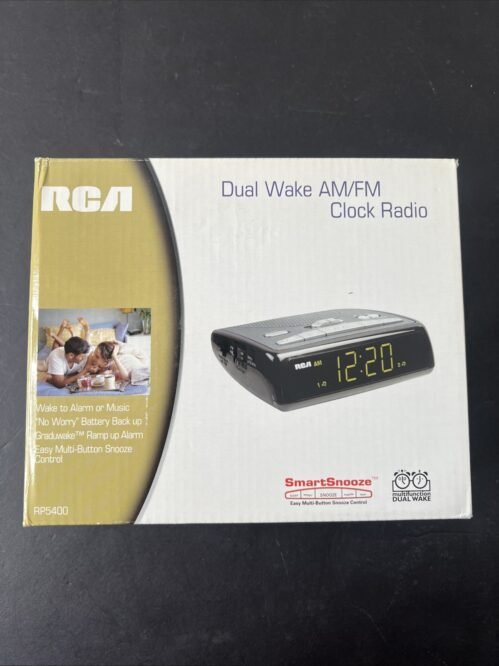 RCA
Dual Wake AM/FM
Clock Radio
RCA AM
12:20
1
2
Wake to Alarm or Music
"No Worry" Battery Back up
Graduwake™ Ramp up Alarm
Easy Multi-Button Snooze
Control
RP5400
SmartSnooze™
SNOOZE
Easy Multi-Button Snooze Control
multifunction
DUAL WAKE